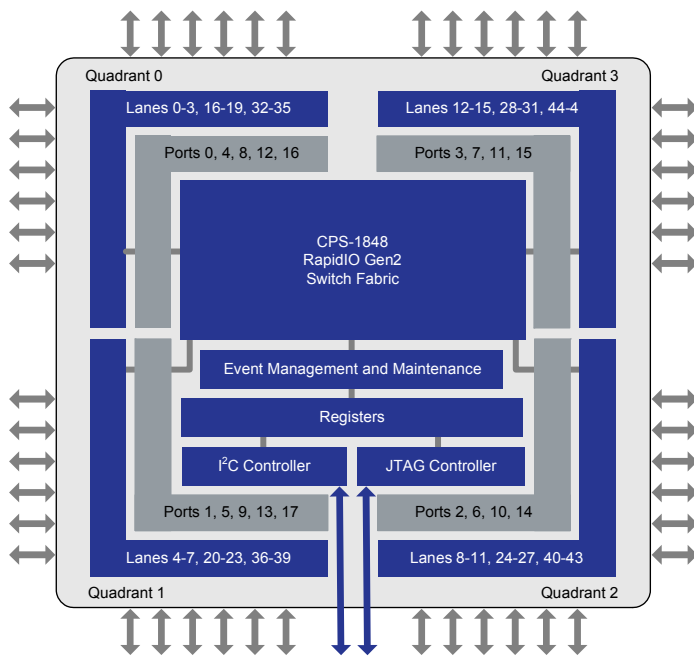 Quadrant 0
Quadrant 3
Lanes 0-3, 16-19, 32-35
Lanes 12-15, 28-31, 44-4
Ports 0, 4, 8, 12, 16
Ports 3, 7, 11, 15
CPS-1848
RapidIO Gen2
Switch Fabric
Event Management and Maintenance
Registers
I²C Controller
JTAG Controller
Ports 1, 5, 9, 13, 17
Ports 2, 6, 10, 14
Lanes 4-7, 20-23, 36-39
Lanes 8-11, 24-27, 40-43
Quadrant 1
Quadrant 2